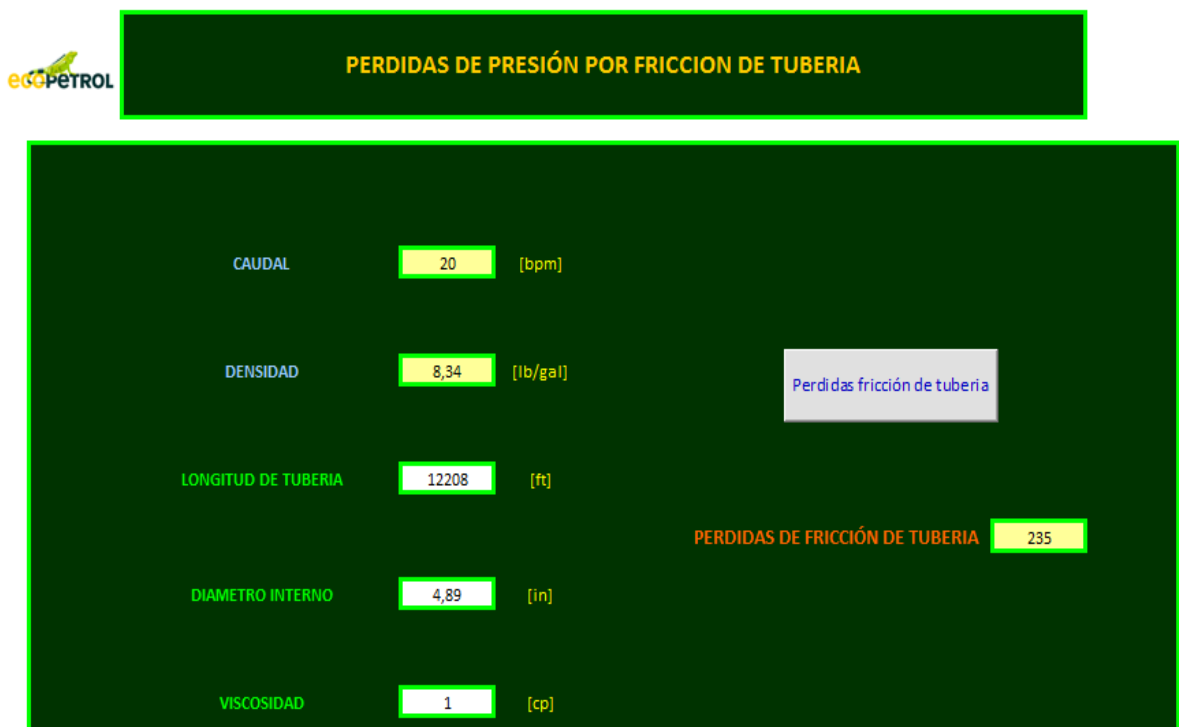 ecopetrol
PERDIDAS DE PRESIÓN POR FRICCION DE TUBERIA
CAUDAL 20 [bpm]
DENSIDAD 8,34 [lb/gal]
Perdidas fricción de tuberia
LONGITUD DE TUBERIA 12208 [ft]
PERDIDAS DE FRICCIÓN DE TUBERIA 235
DIAMETRO INTERNO 4,89 [in]
VISCOSIDAD 1 [cp]